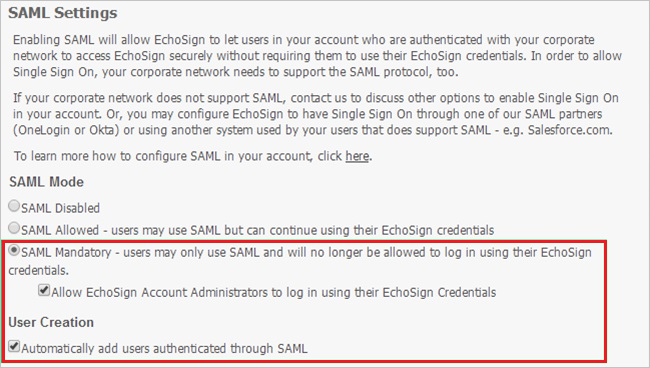 SAML Settings
Enabling SAML will allow EchoSign to let users in your account who are authenticated with your corporate
network to access EchoSign securely without requiring them to use their EchoSign credentials. In order to allow
Single Sign On, your corporate network needs to support the SAML protocol, too.
If your corporate network does not support SAML, contact us to discuss other options to enable Single Sign On
in your account. Or, you may configure EchoSign to have Single Sign On through one of our SAML partners
(OneLogin or Okta) or using another system used by your users that does support SAML - e.g. Salesforce.com.
To learn more how to configure SAML in your account, click here.
SAML Mode
SAML Disabled
SAML Allowed - users may use SAML but can continue using their EchoSign credentials
SAML Mandatory - users may only use SAML and will no longer be allowed to log in using their EchoSign
credentials.
Allow EchoSign Account Administrators to log in using their EchoSign Credentials
User Creation
Automatically add users authenticated through SAML